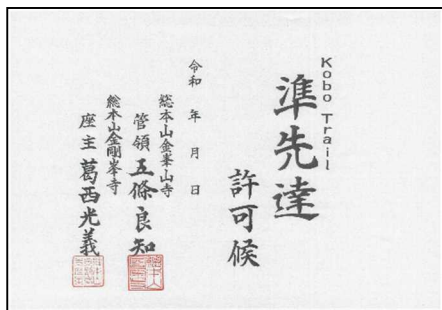 Kobo Trail
準先達
許可候
令和 年 月 日
総本山金峯山寺
管領 五條良知
総本山金剛峯寺
座主 葛西光義